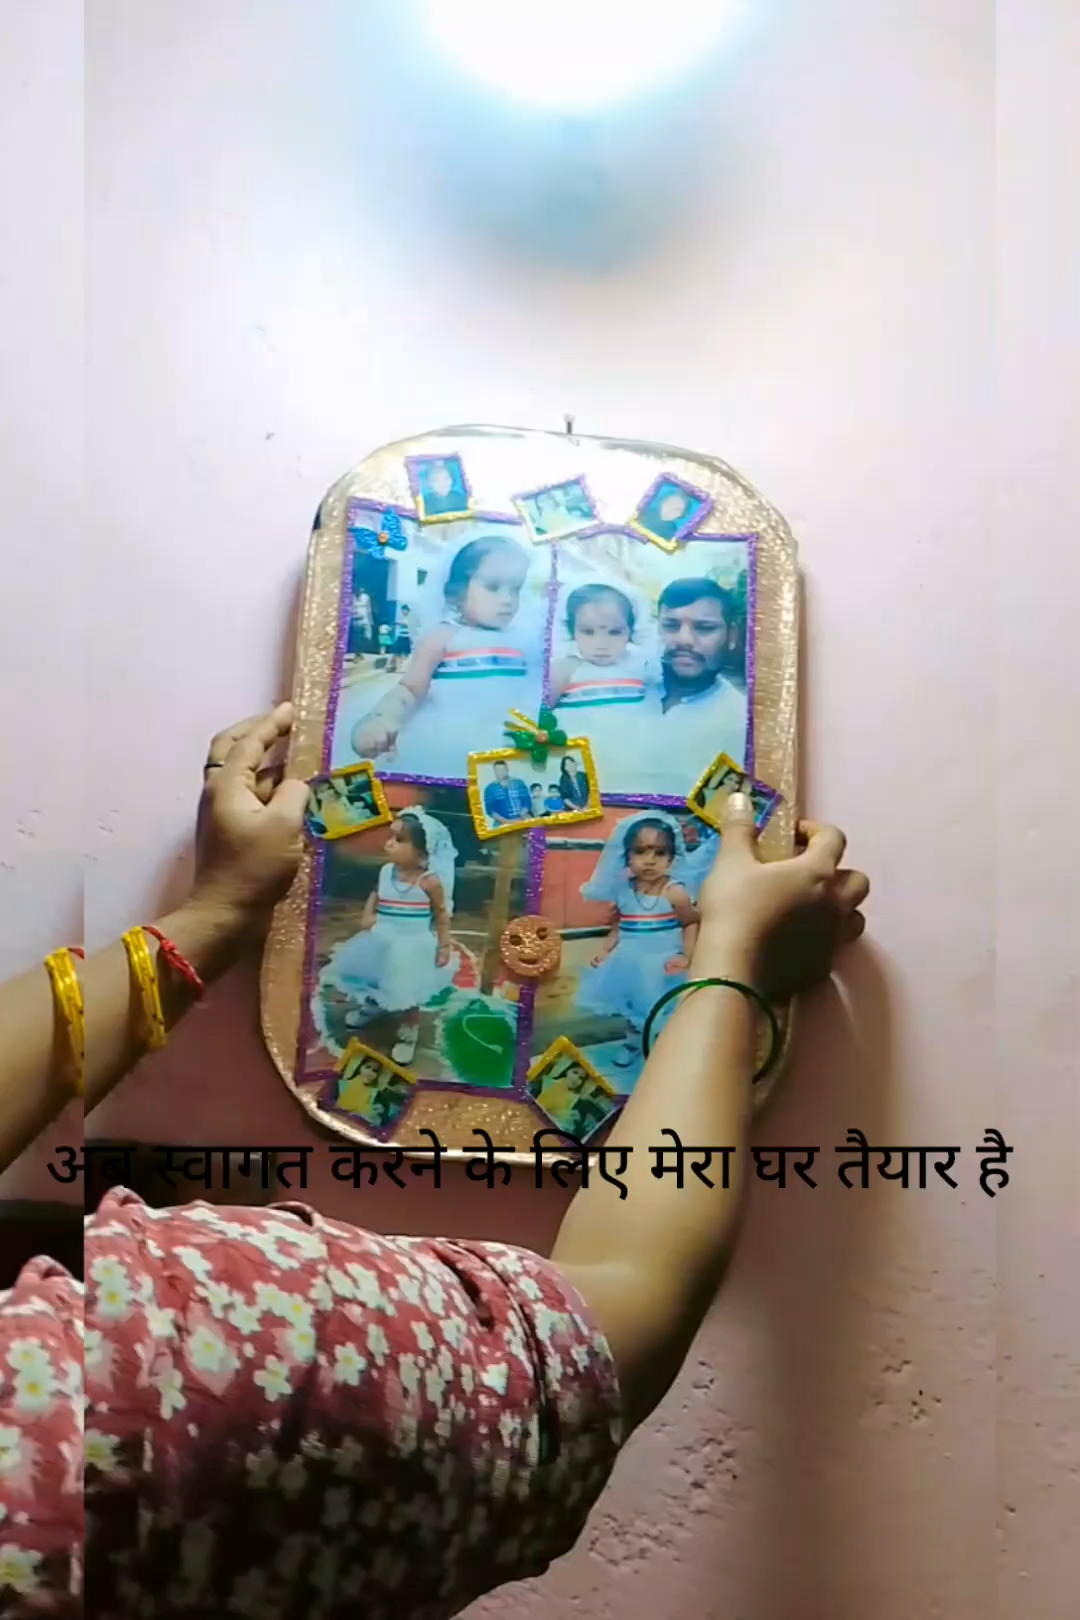 अब स्वागत करने के लिए मेरा घर तैयार है